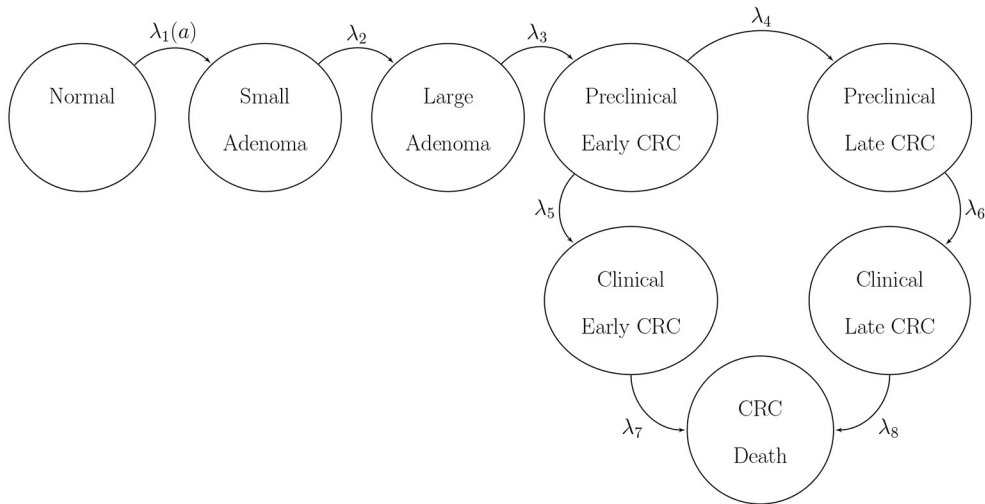 λ₁(a)
λ₂
λ₃
λ₄
Normal
Small
Adenoma
Large
Adenoma
Preclinical
Early CRC
Preclinical
Late CRC
λ₅
λ₆
Clinical
Early CRC
Clinical
Late CRC
CRC
Death
λ₇
λ₈